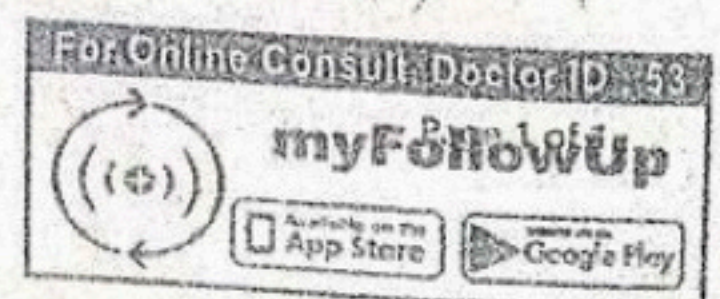 For Online Consult, Doctor ID : 53
myFollowUp
Available on the
App Store
Google Play